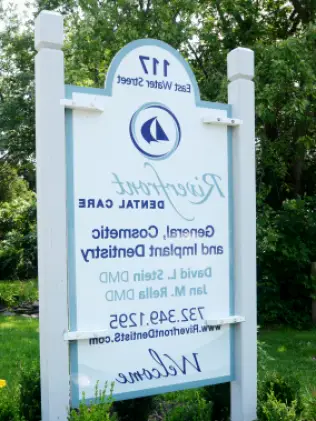 117
East Water Street
Riverfront
DENTAL CARE
General, Cosmetic
and Implant Dentistry
David L. Stein DMD
Jan M. Rella DMD
732.349.1295
www.RiverfrontDentistS.com
Welcome